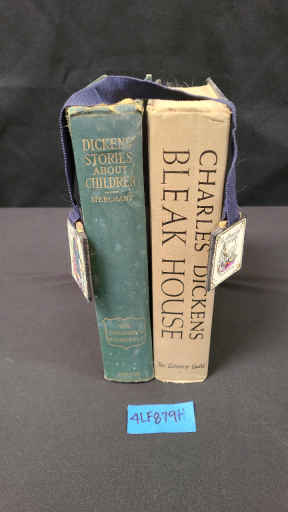 DICKENS'
STORIES
ABOUT
CHILDREN
CHARLES DICKENS
BLEAK HOUSE
The Literary Guild
4LF879H